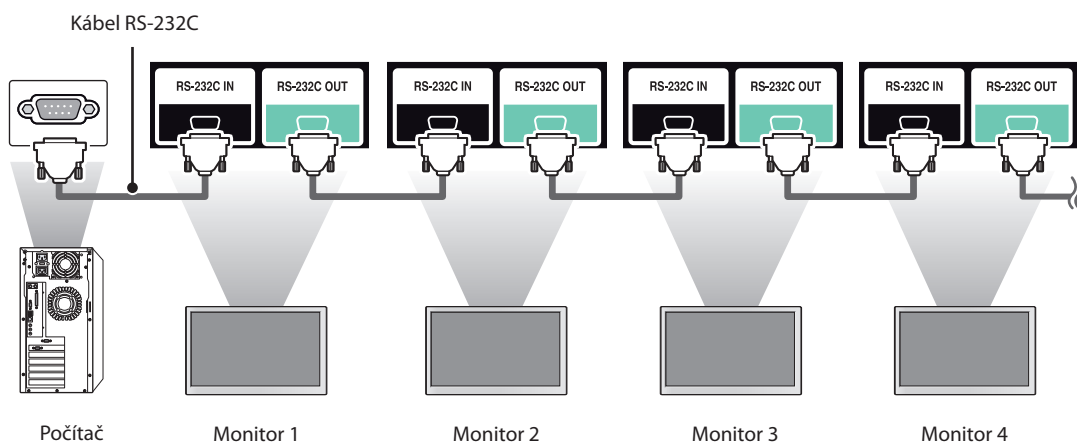 Kábel RS-232C
RS-232C IN RS-232C OUT RS-232C IN RS-232C OUT RS-232C IN RS-232C OUT RS-232C IN RS-232C OUT
Počítač Monitor 1 Monitor 2 Monitor 3 Monitor 4